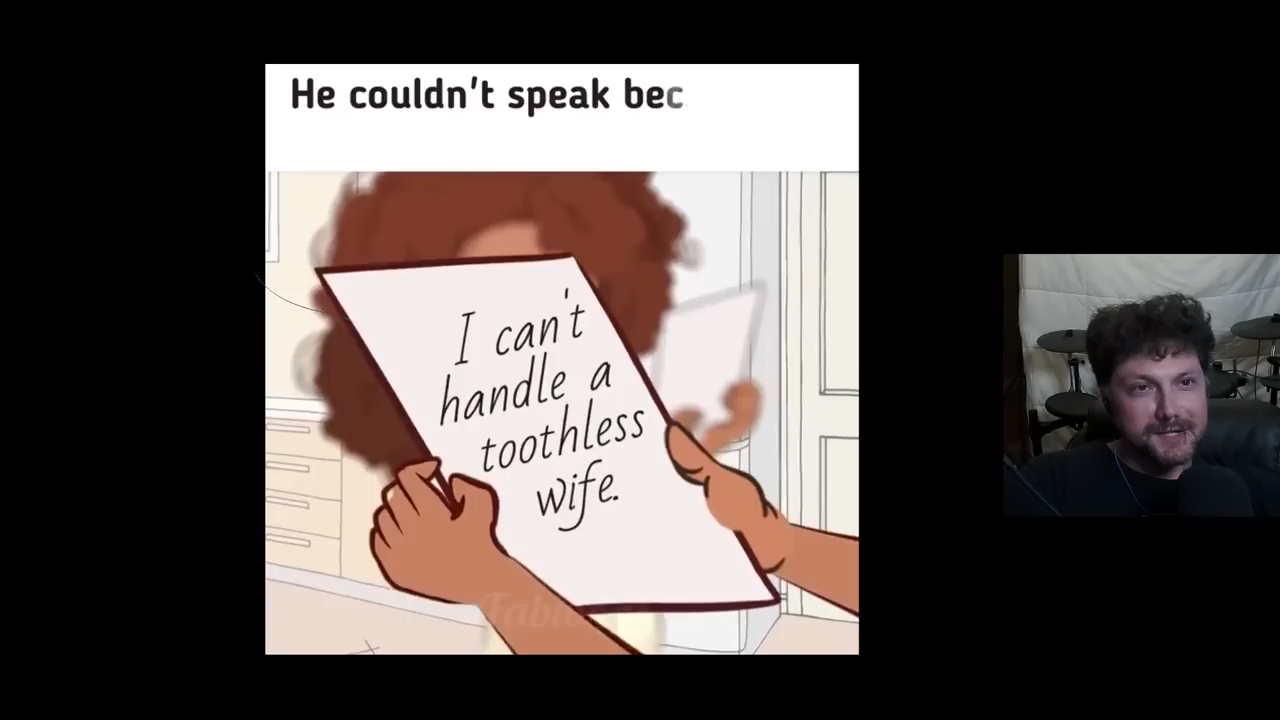 He couldn't speak bec
I can't
handle a
toothless
wife.